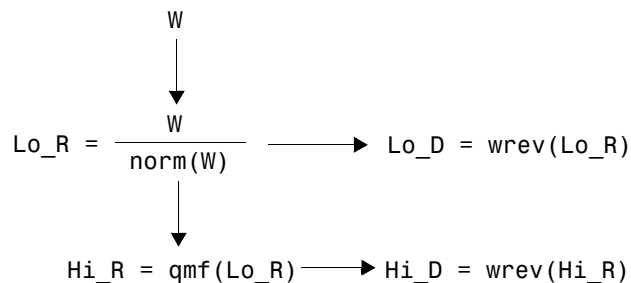 W
W
Lo_R = ―――― Lo_D = wrev(Lo_R)
norm(W)
Hi_R = qmf(Lo_R) Hi_D = wrev(Hi_R)